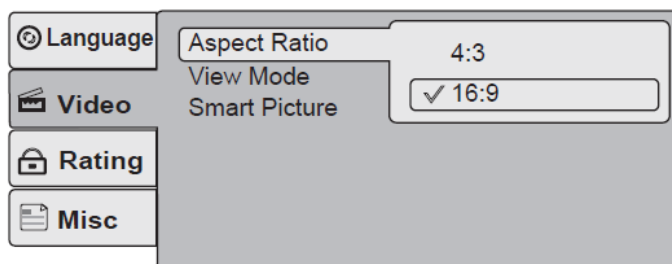 Language
Video
Rating
Misc
Aspect Ratio
View Mode
Smart Picture
4:3
16:9